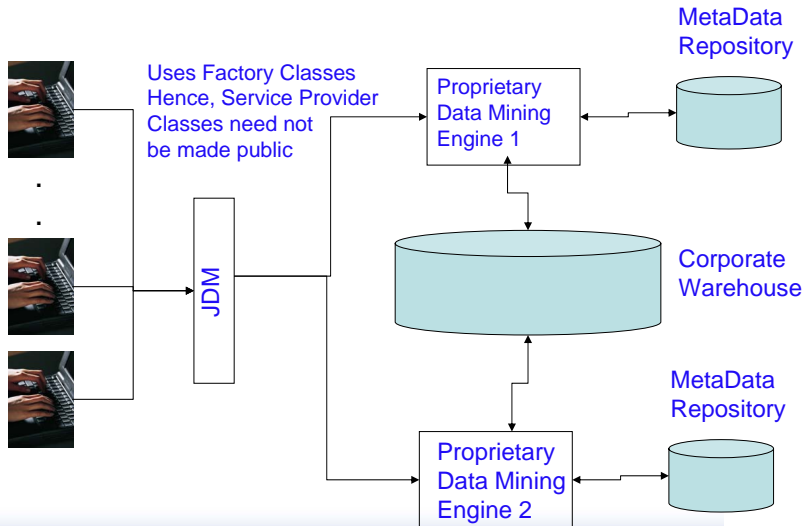 MetaData
Repository
Uses Factory Classes
Hence, Service Provider
Classes need not
be made public
Proprietary
Data Mining
Engine 1
.
.
JDM
Corporate
Warehouse
MetaData
Repository
Proprietary
Data Mining
Engine 2